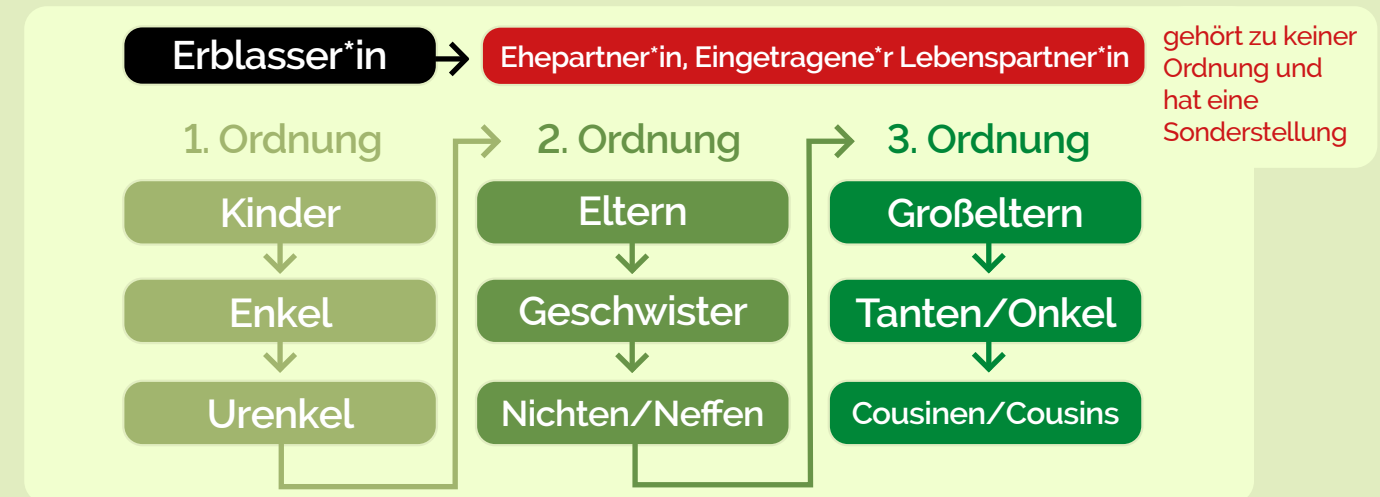 Erblasser*in
Ehepartner*in, Eingetragene*r Lebenspartner*in
gehört zu keiner
Ordnung und
hat eine
Sonderstellung
1. Ordnung
2. Ordnung
3. Ordnung
Kinder
Eltern
Großeltern
Enkel
Geschwister
Tanten/Onkel
Urenkel
Nichten/Neffen
Cousinen/Cousins